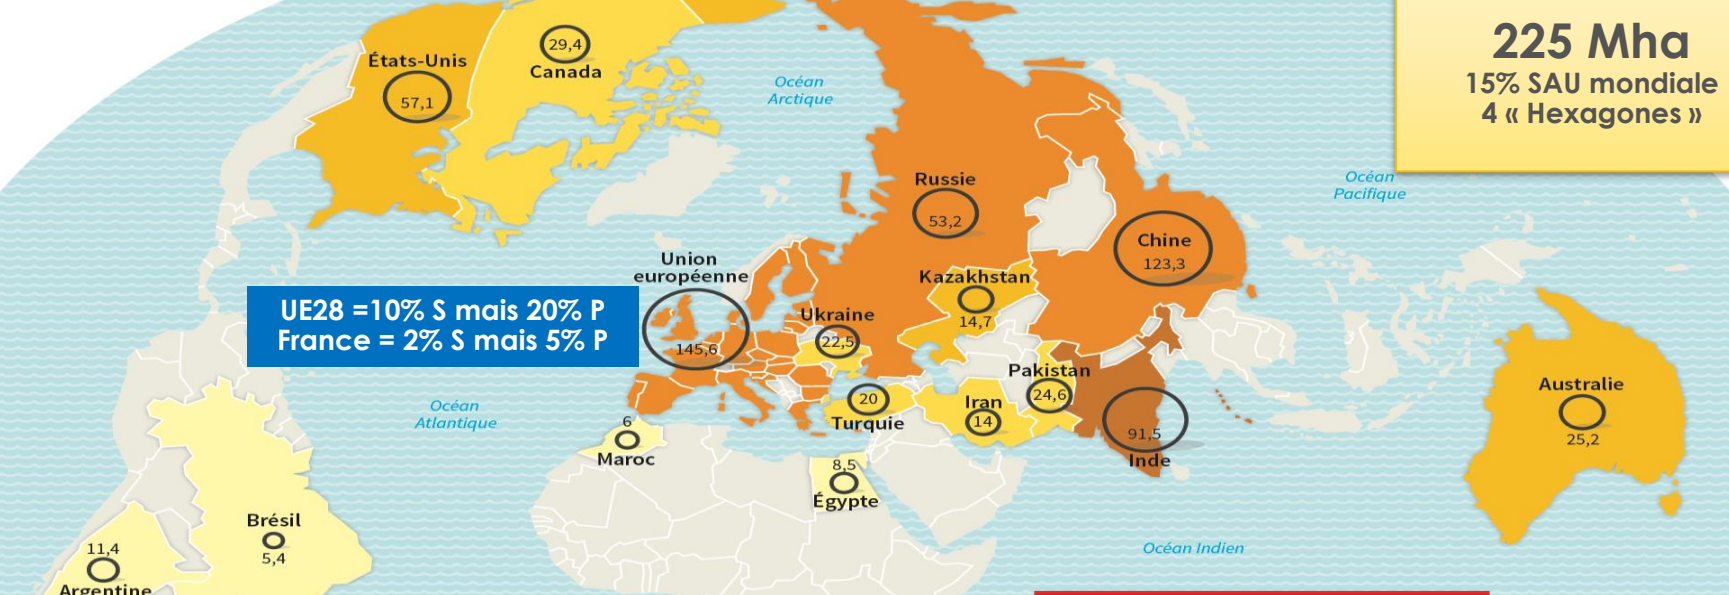 225 Mha
15% SAU mondiale
4 « Hexagones »
États-Unis
57,1
29,4
Canada
Océan
Arctique
Océan
Pacifique
Russie
53,2
Chine
123,3
Union
européenne
145,6
UE28 =10% S mais 20% P
France = 2% S mais 5% P
Kazakhstan
14,7
Ukraine
22,5
Pakistan
24,6
Iran
14
20
Turquie
91,5
Inde
Australie
25,2
Océan
Atlantique
6
Maroc
8,5
Égypte
Brésil
5,4
11,4
Argentine
Océan Indien